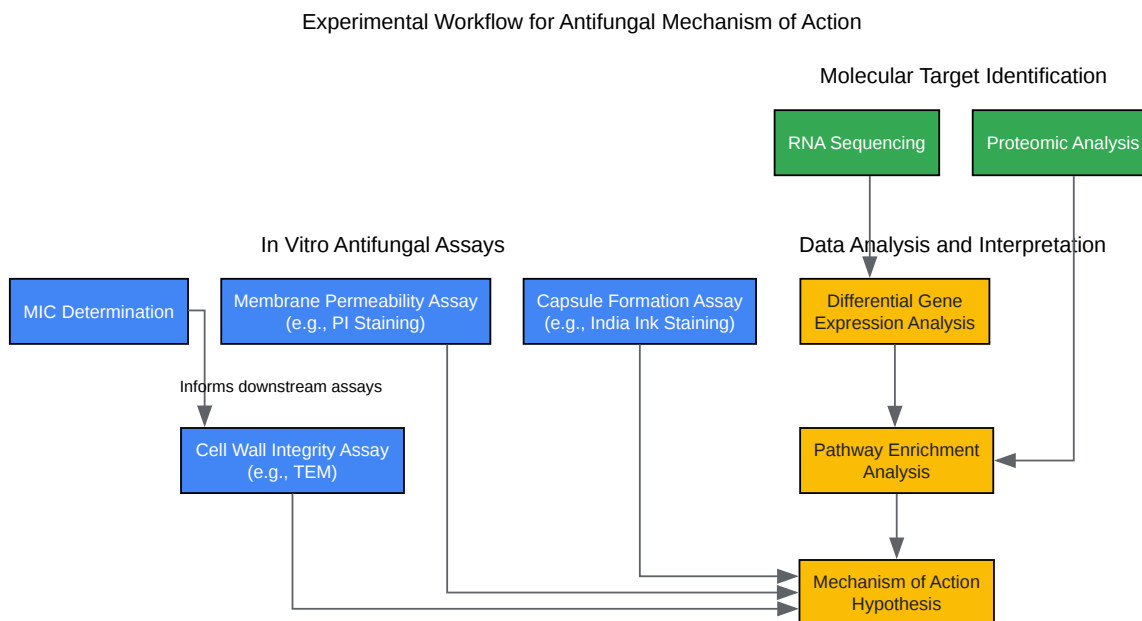 Experimental Workflow for Antifungal Mechanism of Action
Molecular Target Identification
RNA Sequencing
Proteomic Analysis
In Vitro Antifungal Assays
Data Analysis and Interpretation
MIC Determination
Membrane Permeability Assay
(e.g., PI Staining)
Capsule Formation Assay
(e.g., India Ink Staining)
Differential Gene
Expression Analysis
Informs downstream assays
Cell Wall Integrity Assay
(e.g., TEM)
Pathway Enrichment
Analysis
Mechanism of Action
Hypothesis